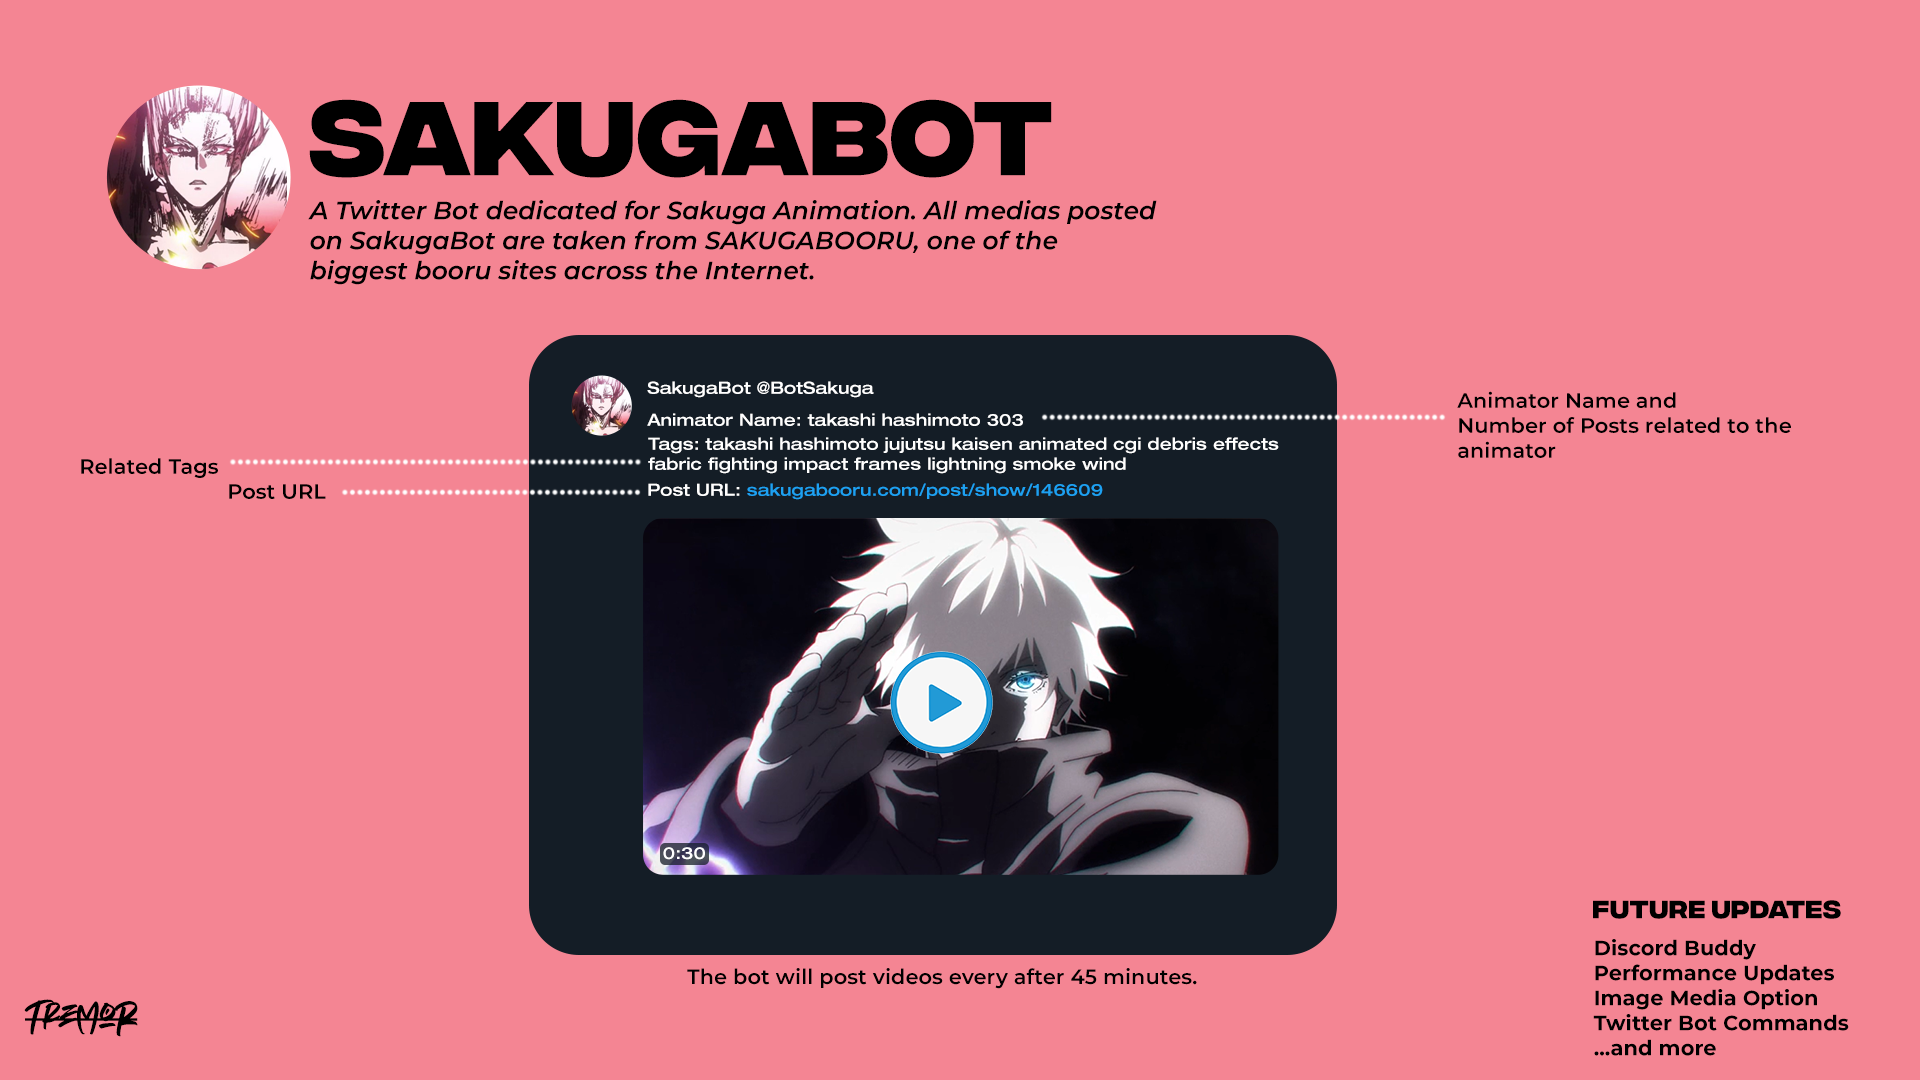 SAKUGABOT
A Twitter Bot dedicated for Sakuga Animation. All medias posted
on SakugaBot are taken from SAKUGABOORU, one of the
biggest booru sites across the Internet.
SakugaBot @BotSakuga
Animator Name: takashi hashimoto 303
Tags: takashi hashimoto jujutsu kaisen animated cgi debris effects
fabric fighting impact frames lightning smoke wind
Post URL: sakugabooru.com/post/show/146609
Animator Name and
Number of Posts related to the
animator
Related Tags
Post URL
0:30
The bot will post videos every after 45 minutes.
FUTURE UPDATES
Discord Buddy
Performance Updates
Image Media Option
Twitter Bot Commands
...and more
TREMOR